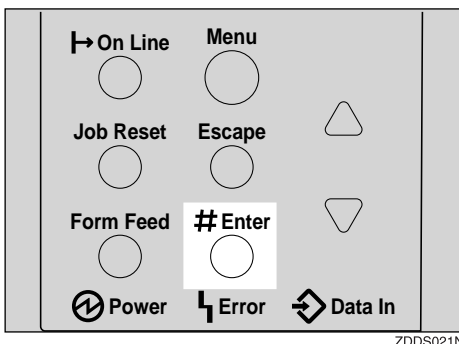 On Line Menu
Job Reset Escape
Form Feed # Enter
Power Error Data In
ZDDS021N